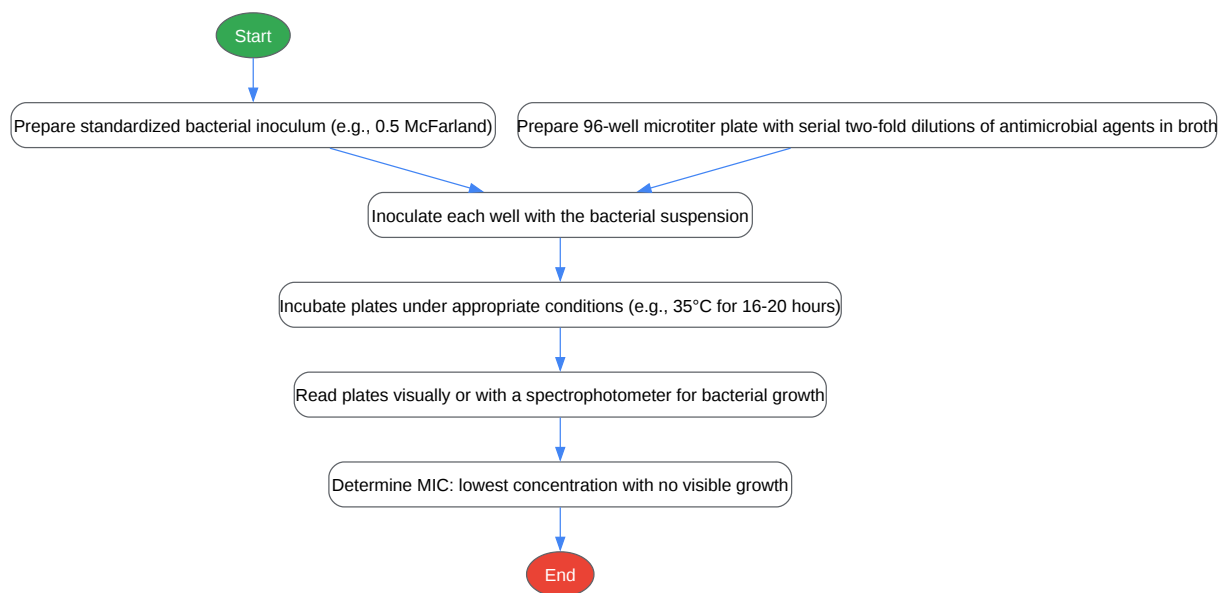 Start
Prepare standardized bacterial inoculum (e.g., 0.5 McFarland)
Prepare 96-well microtiter plate with serial two-fold dilutions of antimicrobial agents in broth
Inoculate each well with the bacterial suspension
Incubate plates under appropriate conditions (e.g., 35°C for 16-20 hours)
Read plates visually or with a spectrophotometer for bacterial growth
Determine MIC: lowest concentration with no visible growth
End